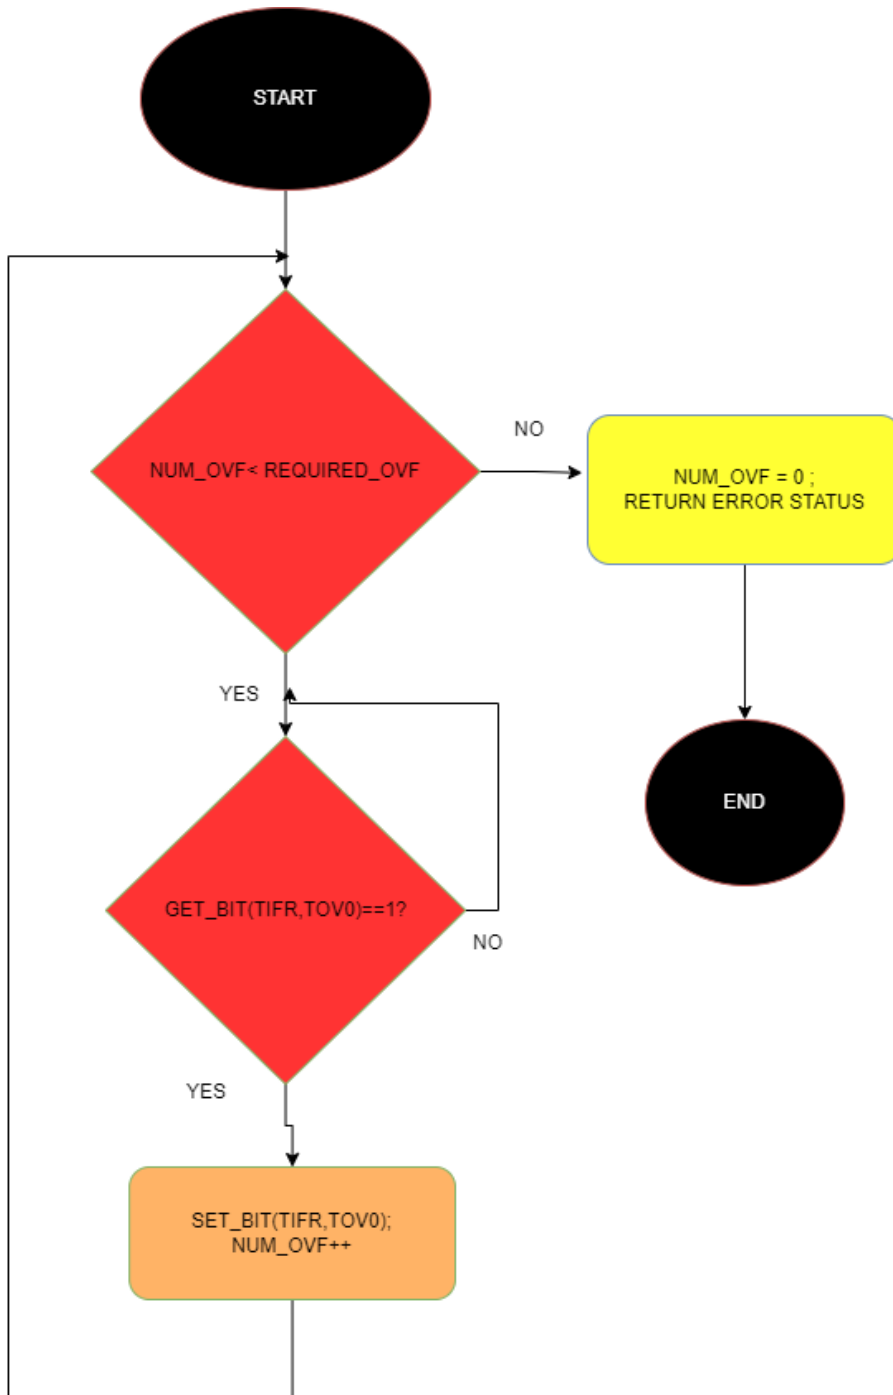 START
NUM_OVF< REQUIRED_OVF
NO
NUM_OVF = 0 ;
RETURN ERROR STATUS
YES
END
GET_BIT(TIFR,TOV0)==1?
NO
YES
SET_BIT(TIFR,TOV0);
NUM_OVF++